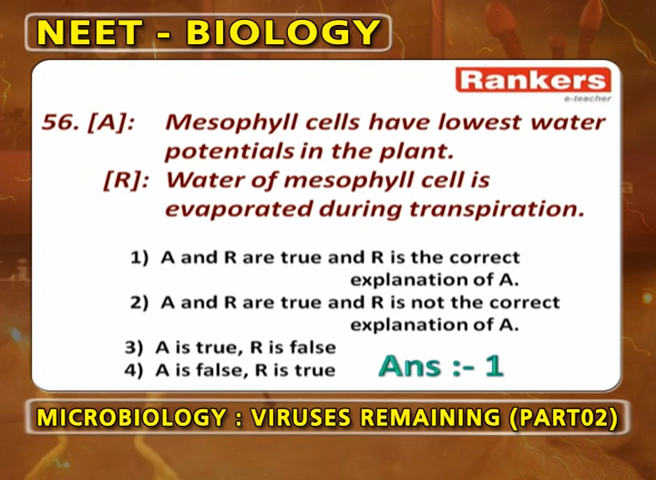 NEET - BIOLOGY
Rankers
e-teacher
56. [A]: Mesophyll cells have lowest water
potentials in the plant.
[R]: Water of mesophyll cell is
evaporated during transpiration.
1) A and R are true and R is the correct
explanation of A.
2) A and R are true and R is not the correct
explanation of A.
3) A is true, R is false
4) A is false, R is true
Ans :- 1
MICROBIOLOGY : VIRUSES REMAINING (PART02)